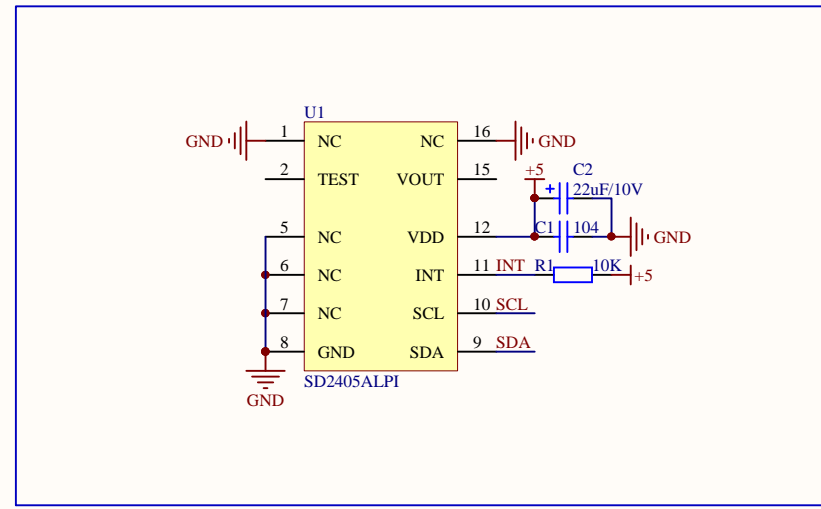 U1
GND 1 NC NC 16 GND
2 TEST VOUT 15 +5 + C2
22uF/10V
5 NC VDD 12 C1 104 GND
6 NC INT 11 INT R1 10K +5
7 NC SCL 10 SCL
8 GND SDA 9 SDA
SD2405ALPI
GND